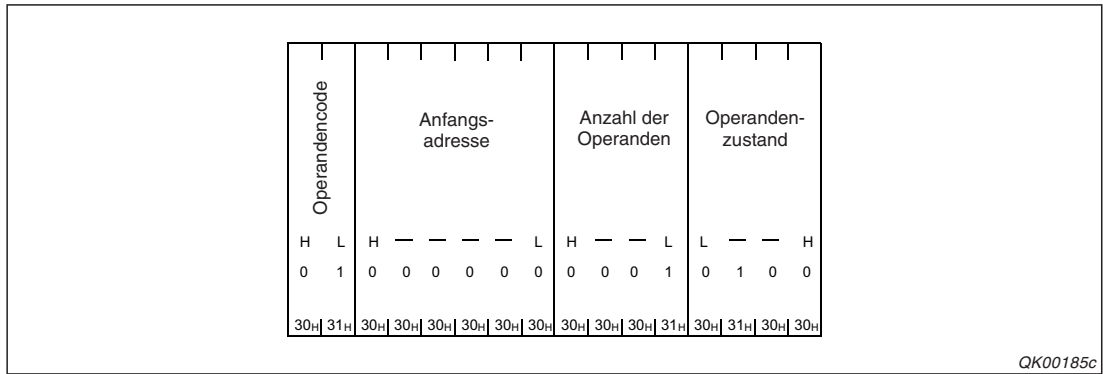 Operandencode
Anfangs-
adresse
Anzahl der
Operanden
Operanden-
zustand
H L H — — — — L H — — L L — — H
0 1 0 0 0 0 0 0 0 0 0 1 0 1 0 0
30H 31H 30H 30H 30H 30H 30H 30H 30H 30H 30H 31H 30H 31H 30H 30H
QK00185c